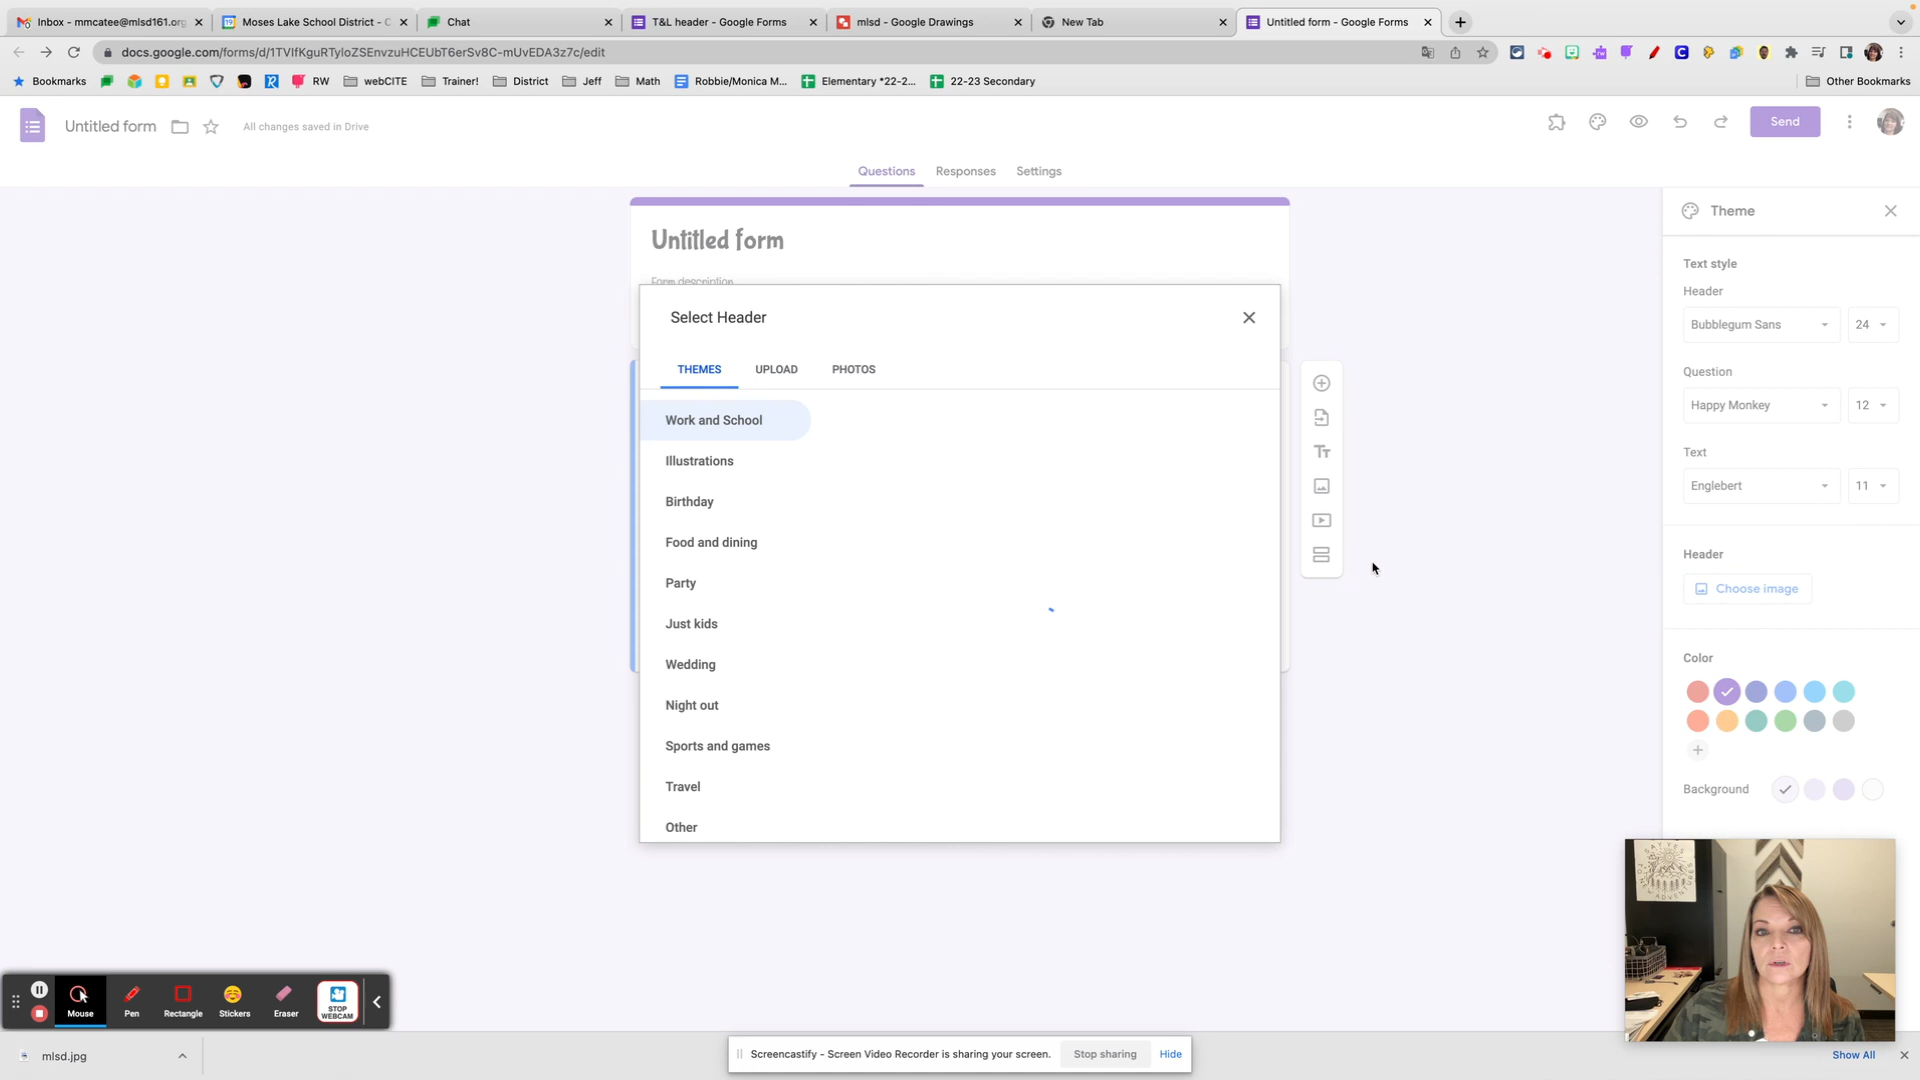 Inbox - mmcatee@mlsd161.org
Moses Lake School District - C
Chat
T&L header - Google Forms
mlsd - Google Drawings
New Tab
Untitled form - Google Forms
docs.google.com/forms/d/1TVIfKguRTyloZSEnvzuHCEUbT6erSv8C-mUvEDA3z7c/edit
Bookmarks
RW
webCITE
Trainer!
District
Jeff
Math
Robbie/Monica M...
Elementary *22-2...
22-23 Secondary
Other Bookmarks
Untitled form
All changes saved in Drive
Send
Questions
Responses
Settings
Untitled form
Form description
Select Header
THEMES
UPLOAD
PHOTOS
Work and School
Illustrations
Birthday
Food and dining
Party
Just kids
Wedding
Night out
Sports and games
Travel
Other
Theme
Text style
Header
Bubblegum Sans
24
Question
Happy Monkey
12
Text
Englebert
11
Header
Choose image
Color
Background
Mouse
Pen
Rectangle
Stickers
Eraser
STOP
WEBCAM
mlsd.jpg
Screencastify - Screen Video Recorder is sharing your screen.
Stop sharing
Hide
Show All